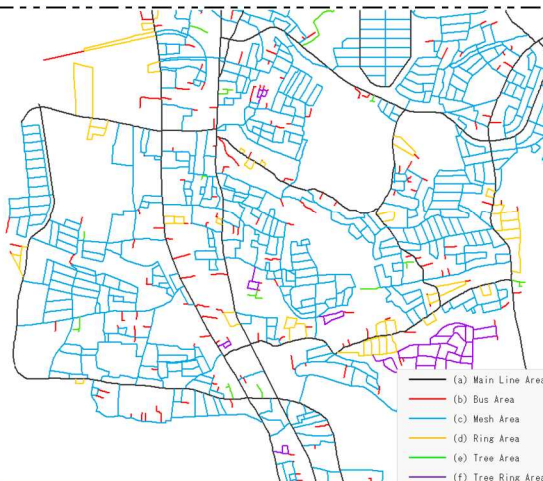 (a) Main Line Area
(b) Bus Area
(c) Mesh Area
(d) Ring Area
(e) Tree Area
(f) Tree Ring Area